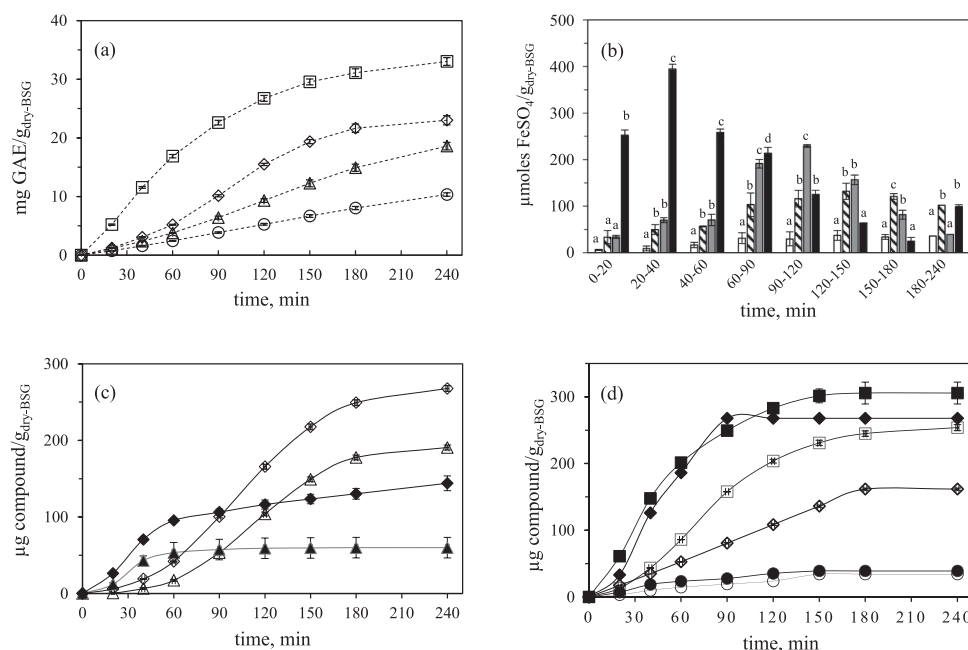 (a)
mg GAE/g_dry-BSG
40
30
20
10
0
0 30 60 90 120 150 180 210 240
time, min
(b)
μmoles FeSO₄/g_dry-BSG
500
400
300
200
100
0
a a a b
a b b c
a b b c
a b c d
a b c b
a b b a
a c b a
a b a b
0-20 20-40 40-60 60-90 90-120 120-150 150-180 180-240
time, min
(c)
μg compound/g_dry-BSG
300
200
100
0
0 30 60 90 120 150 180 210 240
time, min
(d)
μg compound/g_dry-BSG
300
200
100
0
0 30 60 90 120 150 180 210 240
time, min